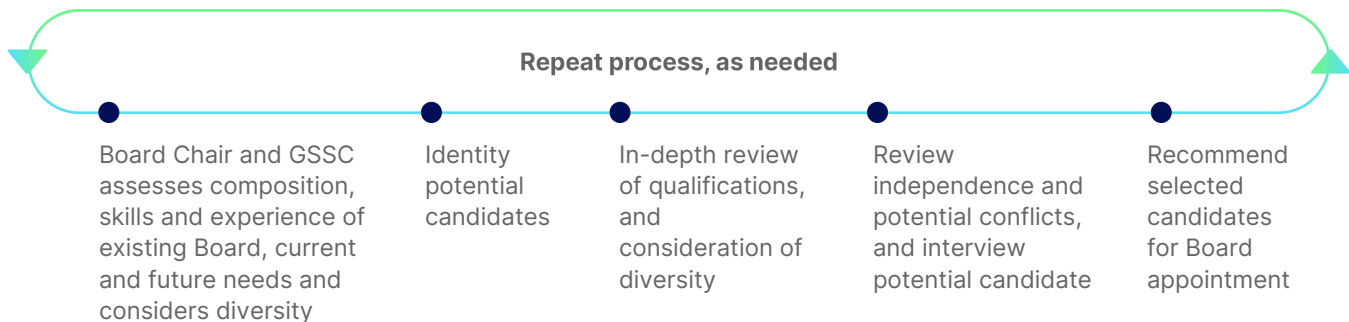 Repeat process, as needed
Board Chair and GSSC
assesses composition,
skills and experience of
existing Board, current
and future needs and
considers diversity
Identity
potential
candidates
In-depth review
of qualifications,
and
consideration of
diversity
Review
independence and
potential conflicts,
and interview
potential candidate
Recommend
selected
candidates
for Board
appointment